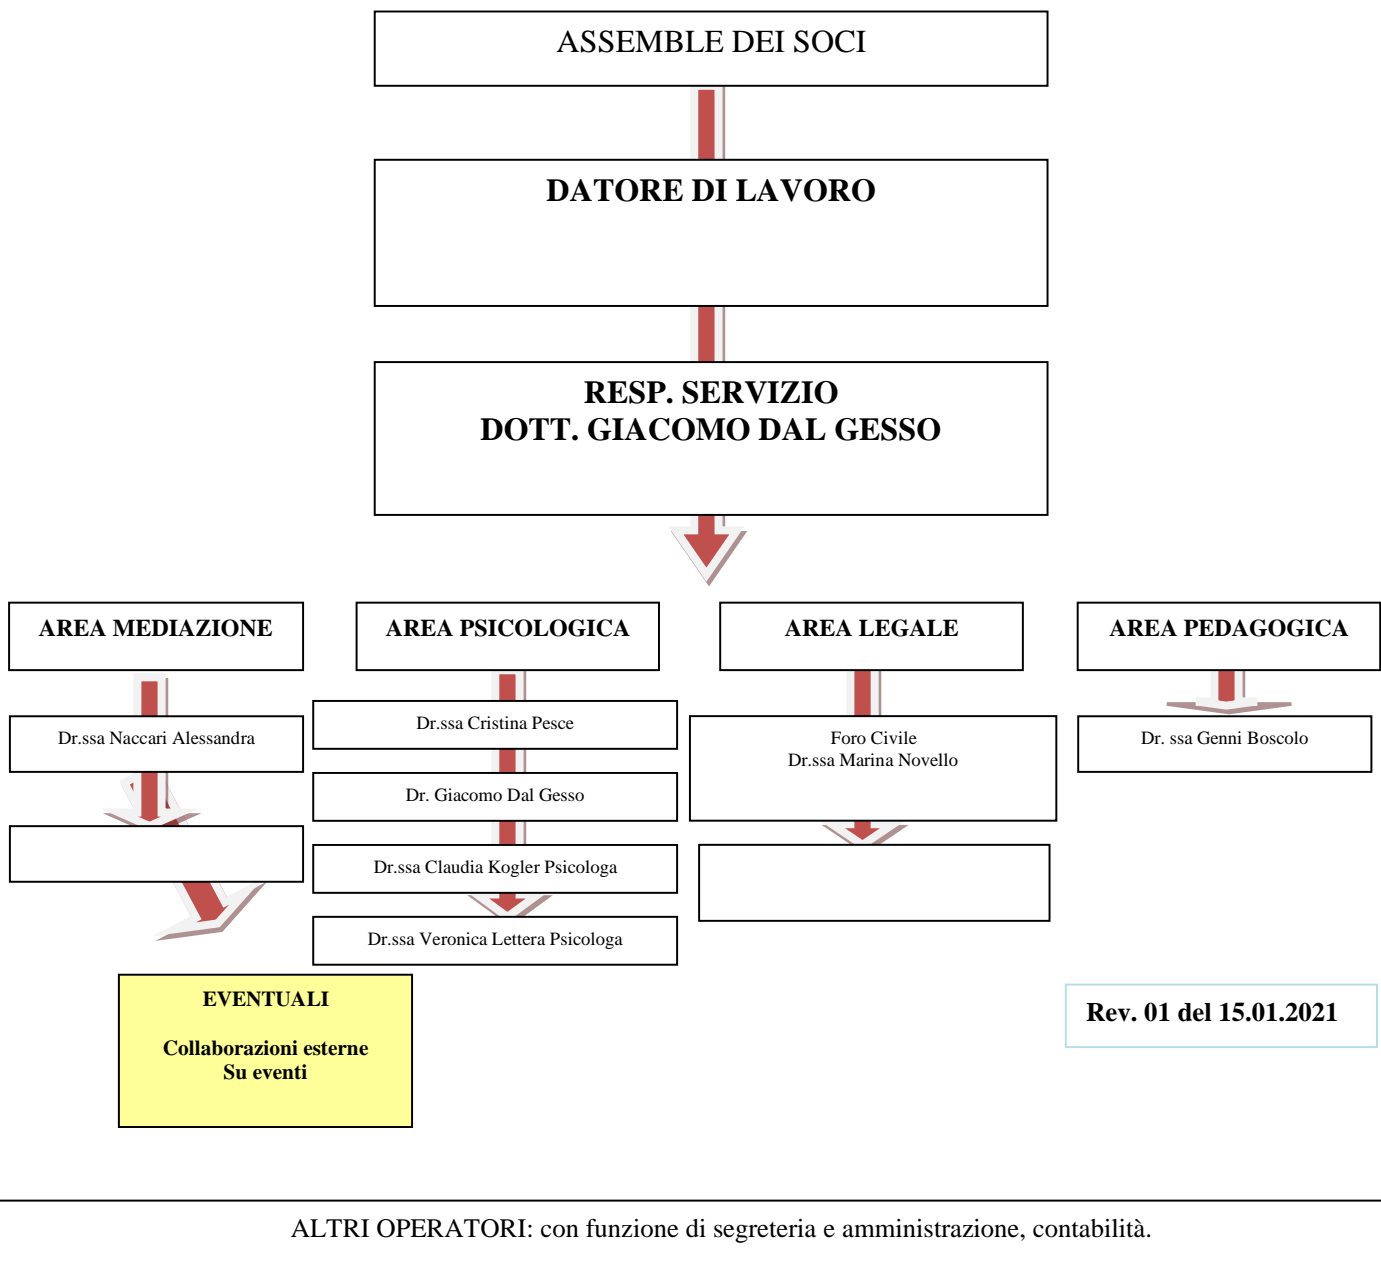 ASSEMBLE DEI SOCI
DATORE DI LAVORO
RESP. SERVIZIO
DOTT. GIACOMO DAL GESSO
AREA MEDIAZIONE
Dr.ssa Naccari Alessandra
AREA PSICOLOGICA
Dr.ssa Cristina Pesce
Dr. Giacomo Dal Gesso
Dr.ssa Claudia Kogler Psicologa
Dr.ssa Veronica Lettera Psicologa
AREA LEGALE
Foro Civile
Dr.ssa Marina Novello
AREA PEDAGOGICA
Dr. ssa Genni Boscolo
EVENTUALI
Collaborazioni esterne
Su eventi
Rev. 01 del 15.01.2021
ALTRI OPERATORI: con funzione di segreteria e amministrazione, contabilità.